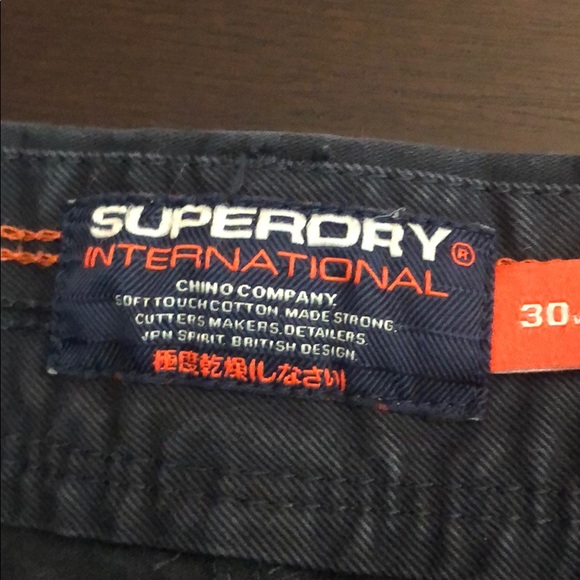 SUPERDRY
INTERNATIONAL ®
CHINO COMPANY.
SOFT TOUCH COTTON. MADE STRONG.
CUTTERS. MAKERS. DETAILERS.
JPN SPIRIT. BRITISH DESIGN.
極度乾燥(しなさい)
30